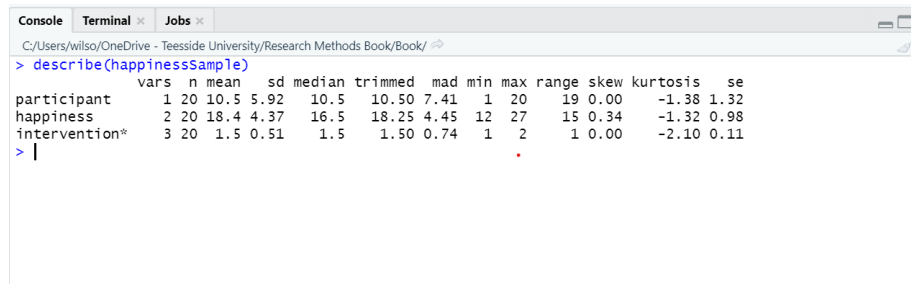 Console Terminal Jobs
C:/Users/wilso/OneDrive - Teesside University/Research Methods Book/Book/
> describe(happinessSample)
vars n mean sd median trimmed mad min max range skew kurtosis se
participant 1 20 10.5 5.92 10.5 10.50 7.41 1 20 19 0.00 -1.38 1.32
happiness 2 20 18.4 4.37 16.5 18.25 4.45 12 27 15 0.34 -1.32 0.98
intervention* 3 20 1.5 0.51 1.5 1.50 0.74 1 2 1 0.00 -2.10 0.11
>